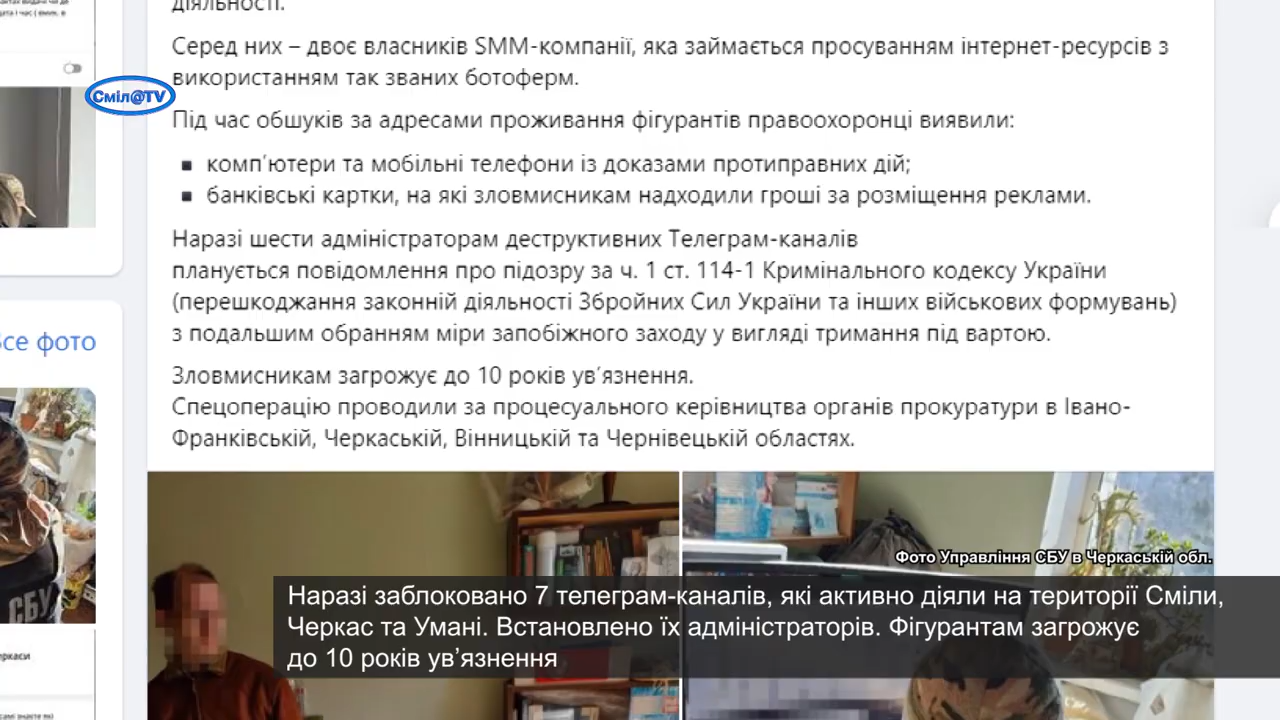 діяльності.
Серед них – двоє власників SMM-компанії, яка займається просуванням інтернет-ресурсів з
використанням так званих ботоферм.
Сміл@TV
Під час обшуків за адресами проживання фігурантів правоохоронці виявили:
▪ комп'ютери та мобільні телефони із доказами протиправних дій;
▪ банківські картки, на які зловмисникам надходили гроші за розміщення реклами.
Наразі шести адміністраторам деструктивних Телеграм-каналів
планується повідомлення про підозру за ч. 1 ст. 114-1 Кримінального кодексу України
(перешкоджання законній діяльності Збройних Сил України та інших військових формувань)
з подальшим обранням міри запобіжного заходу у вигляді тримання під вартою.
все фото
Зловмисникам загрожує до 10 років ув'язнення.
Спецоперацію проводили за процесуального керівництва органів прокуратури в Івано-
Франківській, Черкаській, Вінницькій та Чернівецькій областях.
Фото Управління СБУ в Черкаській обл.
СБУ
Наразі заблоковано 7 телеграм-каналів, які активно діяли на території Сміли,
Черкас та Умані. Встановлено їх адміністраторів. Фігурантам загрожує
до 10 років ув'язнення